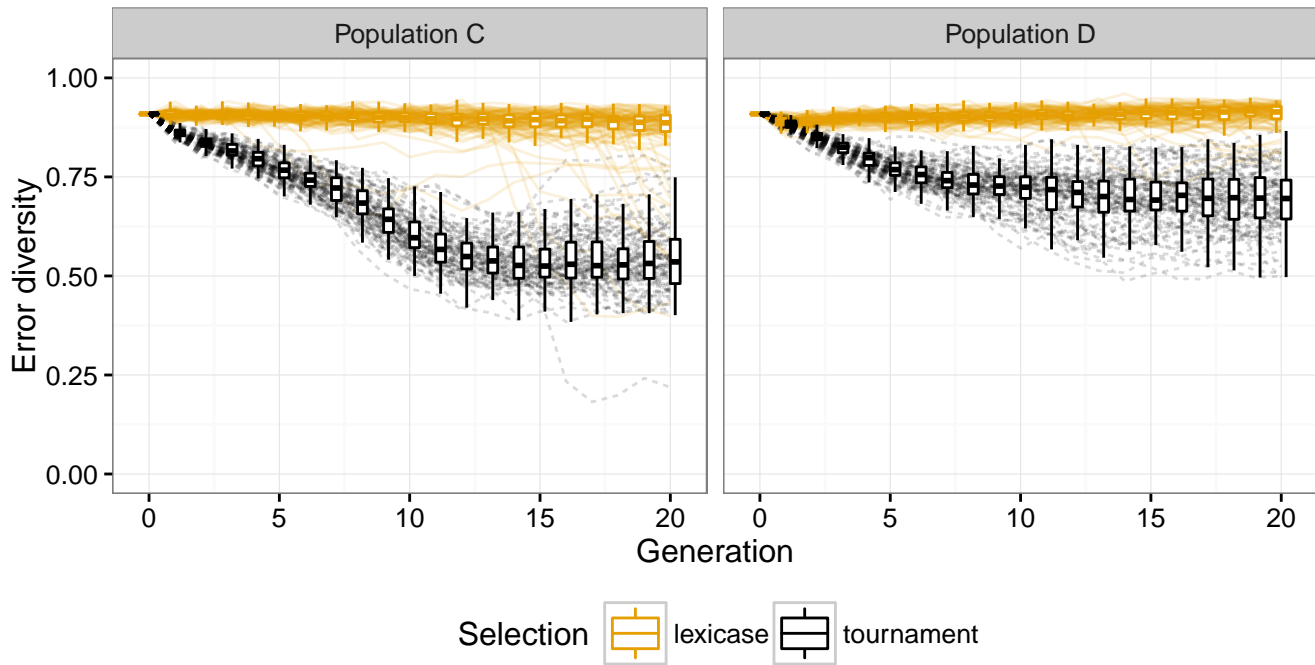 Population C
Population D
Error diversity
1.00
0.75
0.50
0.25
0.00
0 5 10 15 20
0 5 10 15 20
Generation
Selection lexicase tournament